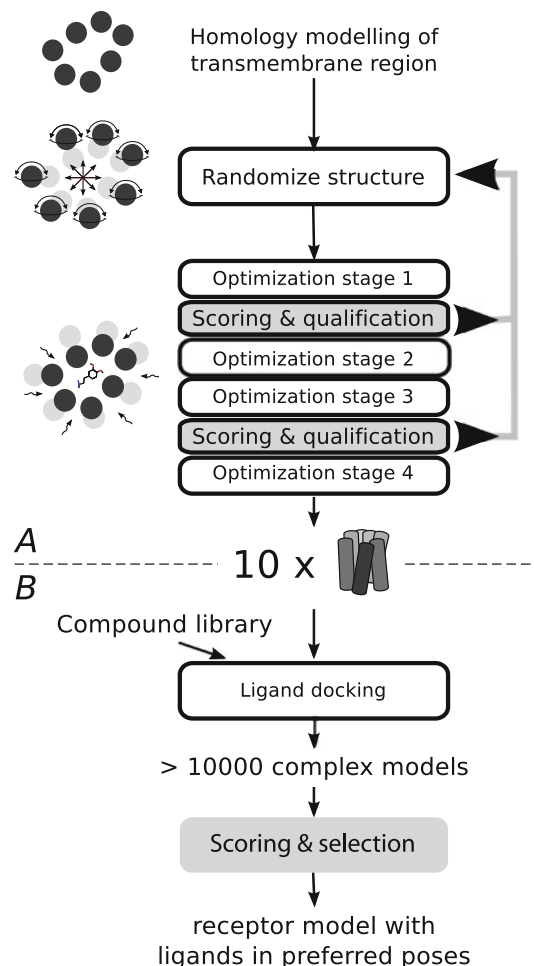 Homology modelling of
transmembrane region
Randomize structure
Optimization stage 1
Scoring & qualification
Optimization stage 2
Optimization stage 3
Scoring & qualification
Optimization stage 4
A
10 x
B
Compound library
Ligand docking
> 10000 complex models
Scoring & selection
receptor model with
ligands in preferred poses